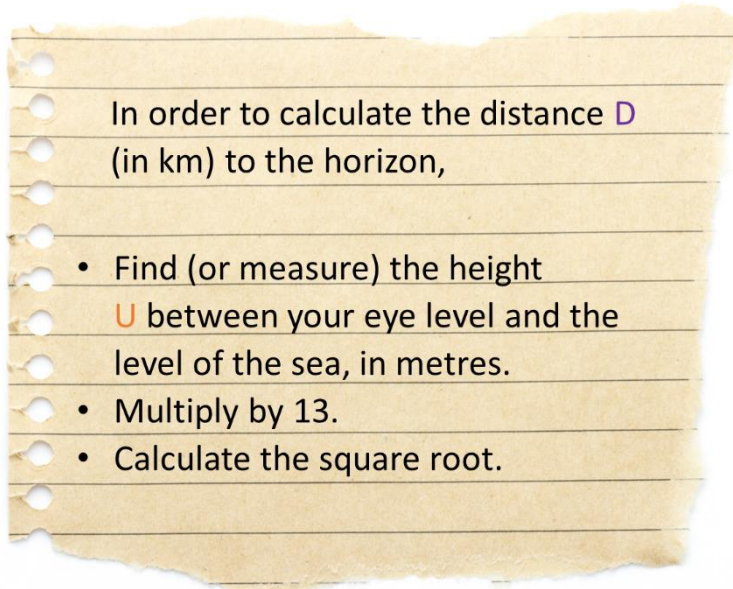 In order to calculate the distance D
(in km) to the horizon,
• Find (or measure) the height
U between your eye level and the
level of the sea, in metres.
• Multiply by 13.
• Calculate the square root.